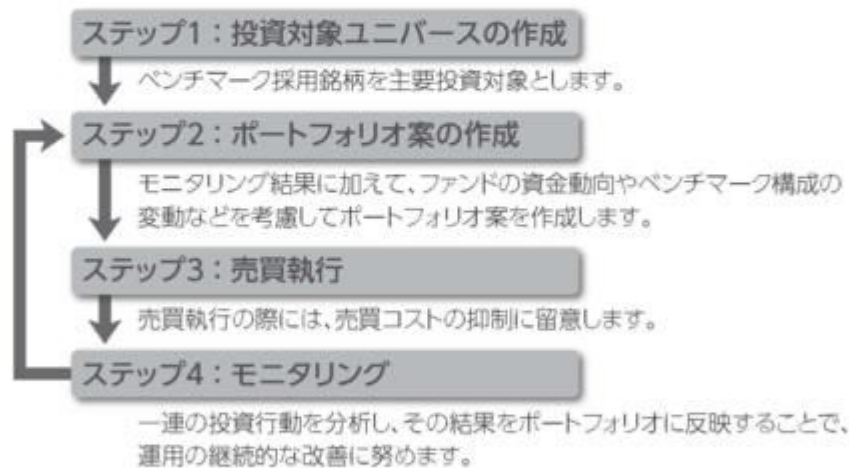 ステップ1：投資対象ユニバースの作成
ベンチマーク採用銘柄を主要投資対象とします。
ステップ2：ポートフォリオ案の作成
モニタリング結果に加えて、ファンドの資金動向やベンチマーク構成の
変動などを考慮してポートフォリオ案を作成します。
ステップ3：売買執行
売買執行の際には、売買コストの抑制に留意します。
ステップ4：モニタリング
一連の投資行動を分析し、その結果をポートフォリオに反映することで、
運用の継続的な改善に努めます。